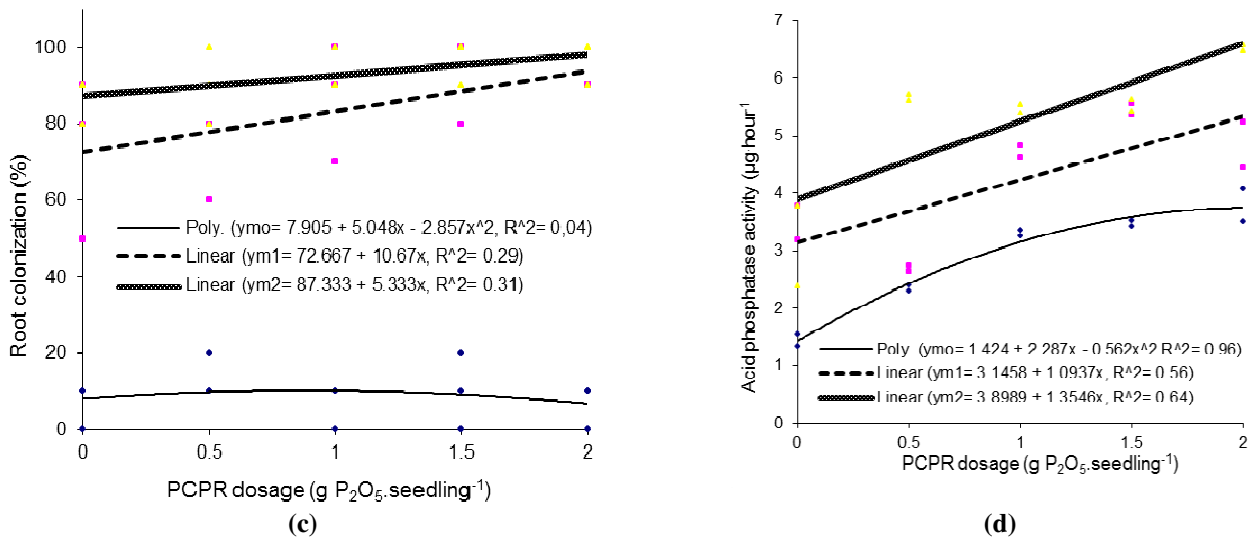 Root colonization (%)
100
80
60
40
20
0
Poly. (ymo= 7.905 + 5.048x - 2.857x^2, R^2= 0,04)
Linear (ym1= 72.667 + 10.67x, R^2= 0.29)
Linear (ym2= 87.333 + 5.333x, R^2= 0.31)
0 0.5 1 1.5 2
PCPR dosage (g P₂O₅.seedling⁻¹)
(c)
Acid phosphatase activity (µg hour⁻¹)
7
6
5
4
3
2
1
0
Poly. (ymo= 1.424 + 2.287x - 0.562x^2 R^2= 0.96)
Linear (ym1= 3.1458 + 1.0937x, R^2= 0.56)
Linear (ym2= 3.8989 + 1.3546x, R^2= 0.64)
0 0.5 1 1.5 2
PCPR dosage (g P₂O₅.seedling⁻¹)
(d)